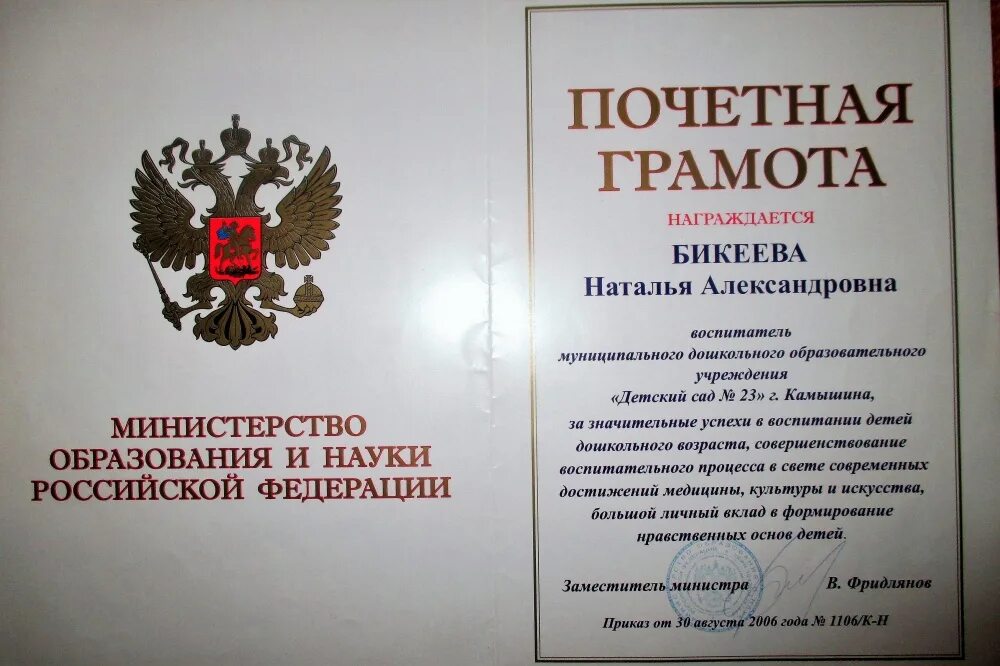 МИНИСТЕРСТВО
ОБРАЗОВАНИЯ И НАУКИ
РОССИЙСКОЙ ФЕДЕРАЦИИ
ПОЧЕТНАЯ
ГРАМОТА
НАГРАЖДАЕТСЯ
БИКЕЕВА
Наталья Александровна
воспитатель
муниципального дошкольного образовательного
учреждения
«Детский сад № 23» г. Камышина,
за значительные успехи в воспитании детей
дошкольного возраста, совершенствование
воспитательного процесса в свете современных
достижений медицины, культуры и искусства,
большой личный вклад в формирование
нравственных основ детей.
Заместитель министра В. Фридлянов
Приказ от 30 августа 2006 года № 1106/К-Н